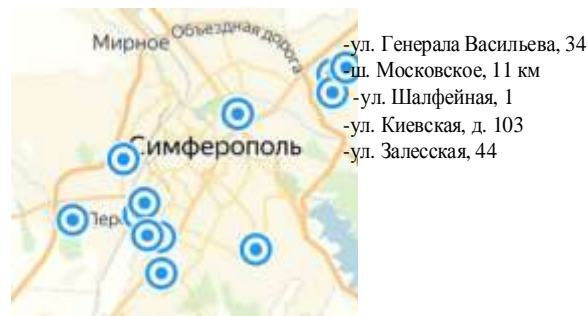 Мирное
Объездная дорога
Симферополь
Пер
-ул. Генерала Васильева, 34
-ш. Московское, 11 км
-ул. Шалфейная, 1
-ул. Киевская, д. 103
-ул. Залесская, 44